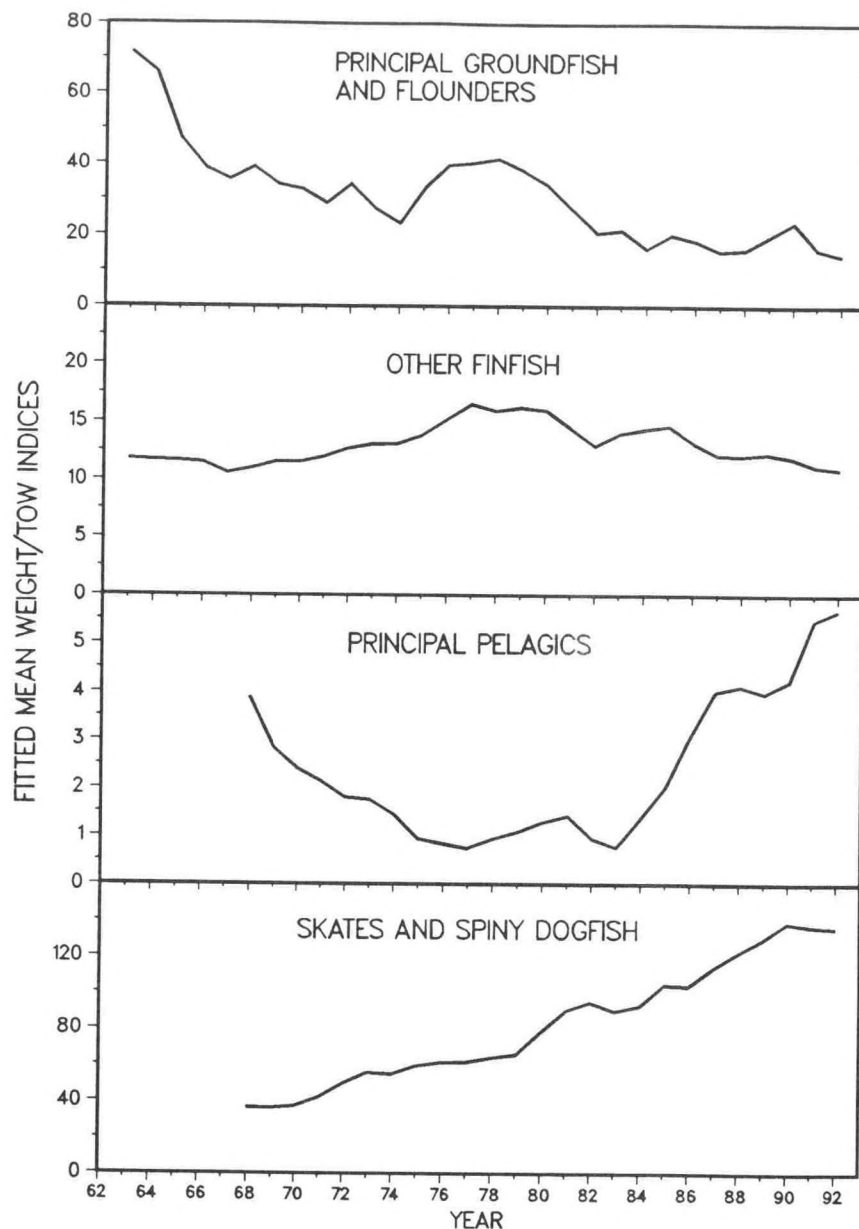 FITTED MEAN WEIGHT/TOW INDICES
PRINCIPAL GROUNDFISH
AND FLOUNDERS
80
60
40
20
0
OTHER FINFISH
20
15
10
5
0
PRINCIPAL PELAGICS
5
4
3
2
1
0
SKATES AND SPINY DOGFISH
120
80
40
0
62 64 66 68 70 72 74 76 78 80 82 84 86 88 90 92
YEAR